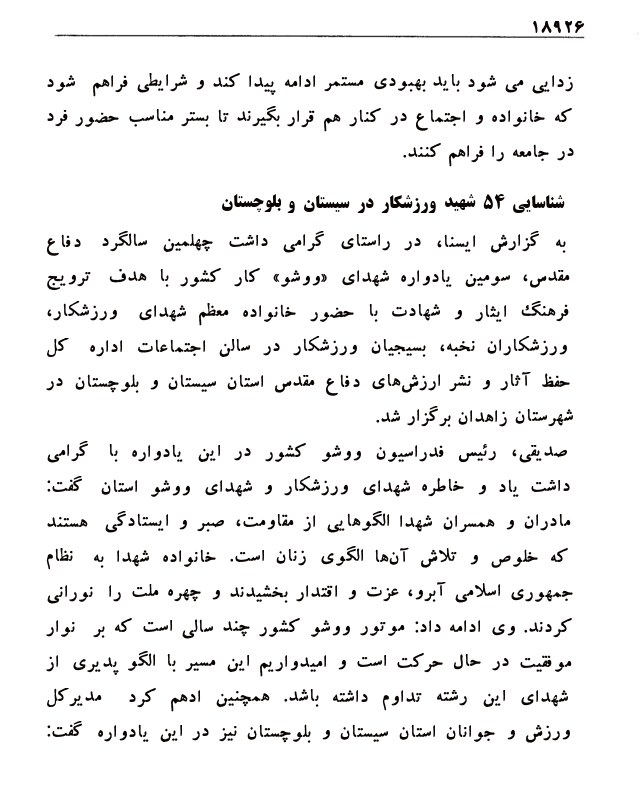 ۱۸۹۲۶
زدایی می شود باید بهبودی مستمر ادامه پیدا کند و شرایطی فراهم شود
که خانواده و اجتماع در کنار هم قرار بگیرند تا بستر مناسب حضور فرد
در جامعه را فراهم کنند.
شناسایی ۵۴ شهید ورزشکار در سیستان و بلوچستان
به گزارش ایسنا، در راستای گرامی داشت چهلمین سالگرد دفاع
مقدس، سومین یادواره شهدای «ووشو» کار کشور با هدف ترویج
فرهنگ ایثار و شهادت با حضور خانواده معظم شهدای ورزشکار،
ورزشکاران نخبه، بسیجیان ورزشکار در سالن اجتماعات اداره کل
حفظ آثار و نشر ارزش‌های دفاع مقدس استان سیستان و بلوچستان در
شهرستان زاهدان برگزار شد.
صدیقی، رئیس فدراسیون ووشو کشور در این یادواره با گرامی
داشت یاد و خاطره شهدای ورزشکار و شهدای ووشو استان گفت:
مادران و همسران شهدا الگوهایی از مقاومت، صبر و ایستادگی هستند
که خلوص و تلاش آن‌ها الگوی زنان است. خانواده شهدا به نظام
جمهوری اسلامی آبرو، عزت و اقتدار بخشیدند و چهره ملت را نورانی
کردند. وی ادامه داد: موتور ووشو کشور چند سالی است که بر نوار
موفقیت در حال حرکت است و امیدواریم این مسیر با الگو پدیری از
شهدای این رشته تداوم داشته باشد. همچنین ادهم کرد مدیرکل
ورزش و جوانان استان سیستان و بلوچستان نیز در این یادواره گفت: